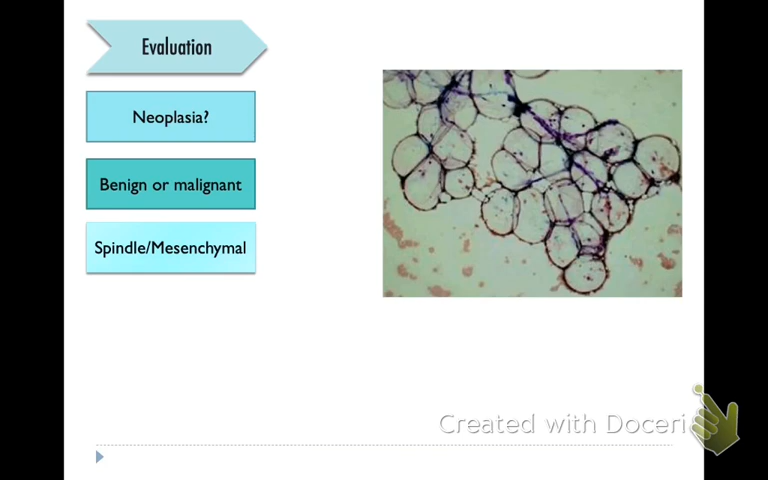 Evaluation
Neoplasia?
Benign or malignant
Spindle/Mesenchymal
Created with Doceri